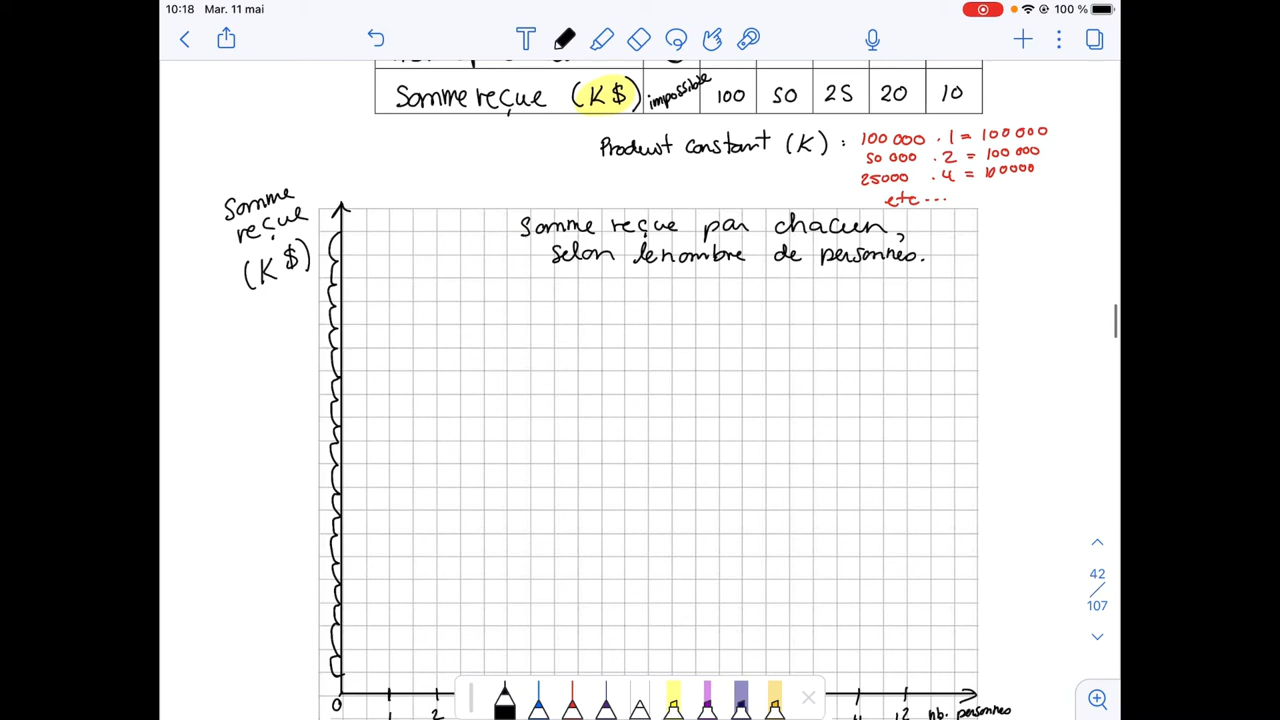 10:18 Mar. 11 mai
100 %
Somme reçue (K$) impossible 100 50 25 20 10
Produit constant (K) : 100 000 . 1 = 100 000
50 000 . 2 = 100 000
25000 . 4 = 100000
etc...
Somme
reçue
(K $)
Somme reçue par chacun,
selon le nombre de personnes.
42
107
0 1 2 12 nb. personnes